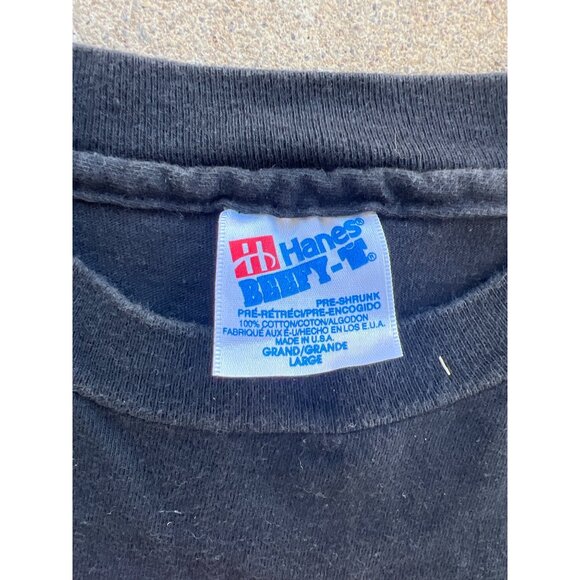 Hanes®
BEEFY-T®
PRE-SHRUNK
PRÉ-RÉTRÉCI/PRE-ENCOGIDO
100% COTTON/COTON/ALGODON
FABRIQUÉ AUX É-U/HECHO EN LOS E.U.A.
MADE IN U.S.A.
GRAND/GRANDE
LARGE